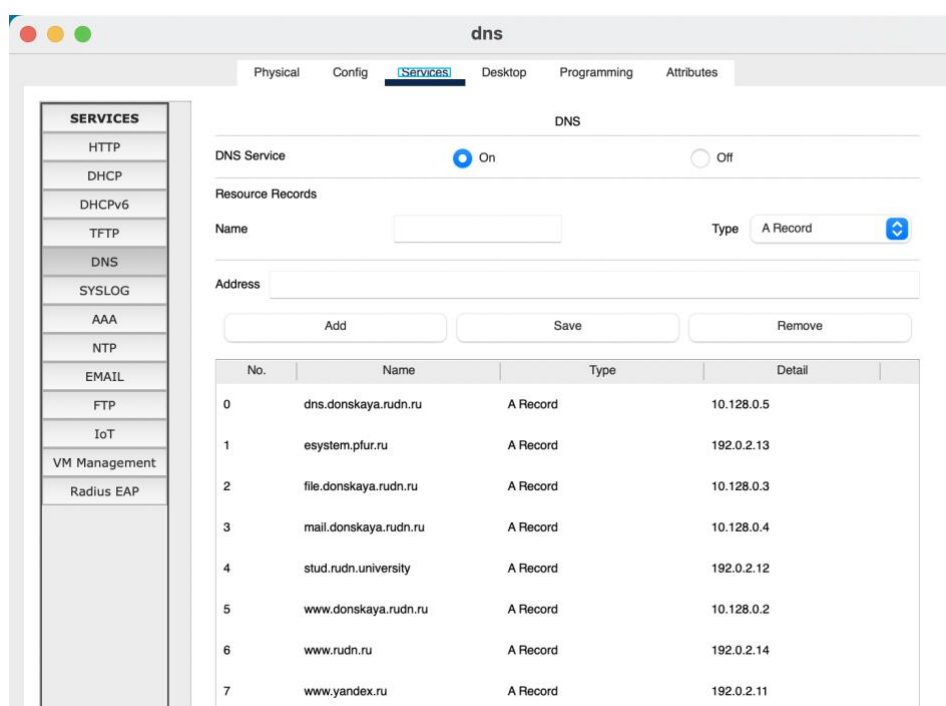 dns
Physical Config Services Desktop Programming Attributes
SERVICES
HTTP
DHCP
DHCPv6
TFTP
DNS
SYSLOG
AAA
NTP
EMAIL
FTP
IoT
VM Management
Radius EAP
DNS
DNS Service On Off
Resource Records
Name Type A Record
Address
Add Save Remove
No. Name Type Detail
0 dns.donskaya.rudn.ru A Record 10.128.0.5
1 esystem.pfur.ru A Record 192.0.2.13
2 file.donskaya.rudn.ru A Record 10.128.0.3
3 mail.donskaya.rudn.ru A Record 10.128.0.4
4 stud.rudn.university A Record 192.0.2.12
5 www.donskaya.rudn.ru A Record 10.128.0.2
6 www.rudn.ru A Record 192.0.2.14
7 www.yandex.ru A Record 192.0.2.11